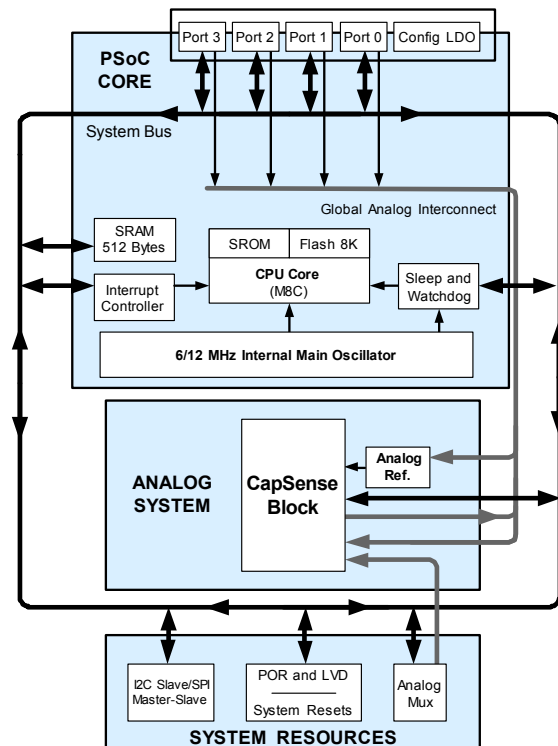 Port 3 Port 2 Port 1 Port 0 Config LDO
PSoC
CORE
System Bus
Global Analog Interconnect
SRAM
512 Bytes
SROM Flash 8K
CPU Core
(M8C)
Interrupt
Controller
Sleep and
Watchdog
6/12 MHz Internal Main Oscillator
ANALOG
SYSTEM
CapSense
Block
Analog
Ref.
I2C Slave/SPI
Master-Slave
POR and LVD
System Resets
Analog
Mux
SYSTEM RESOURCES